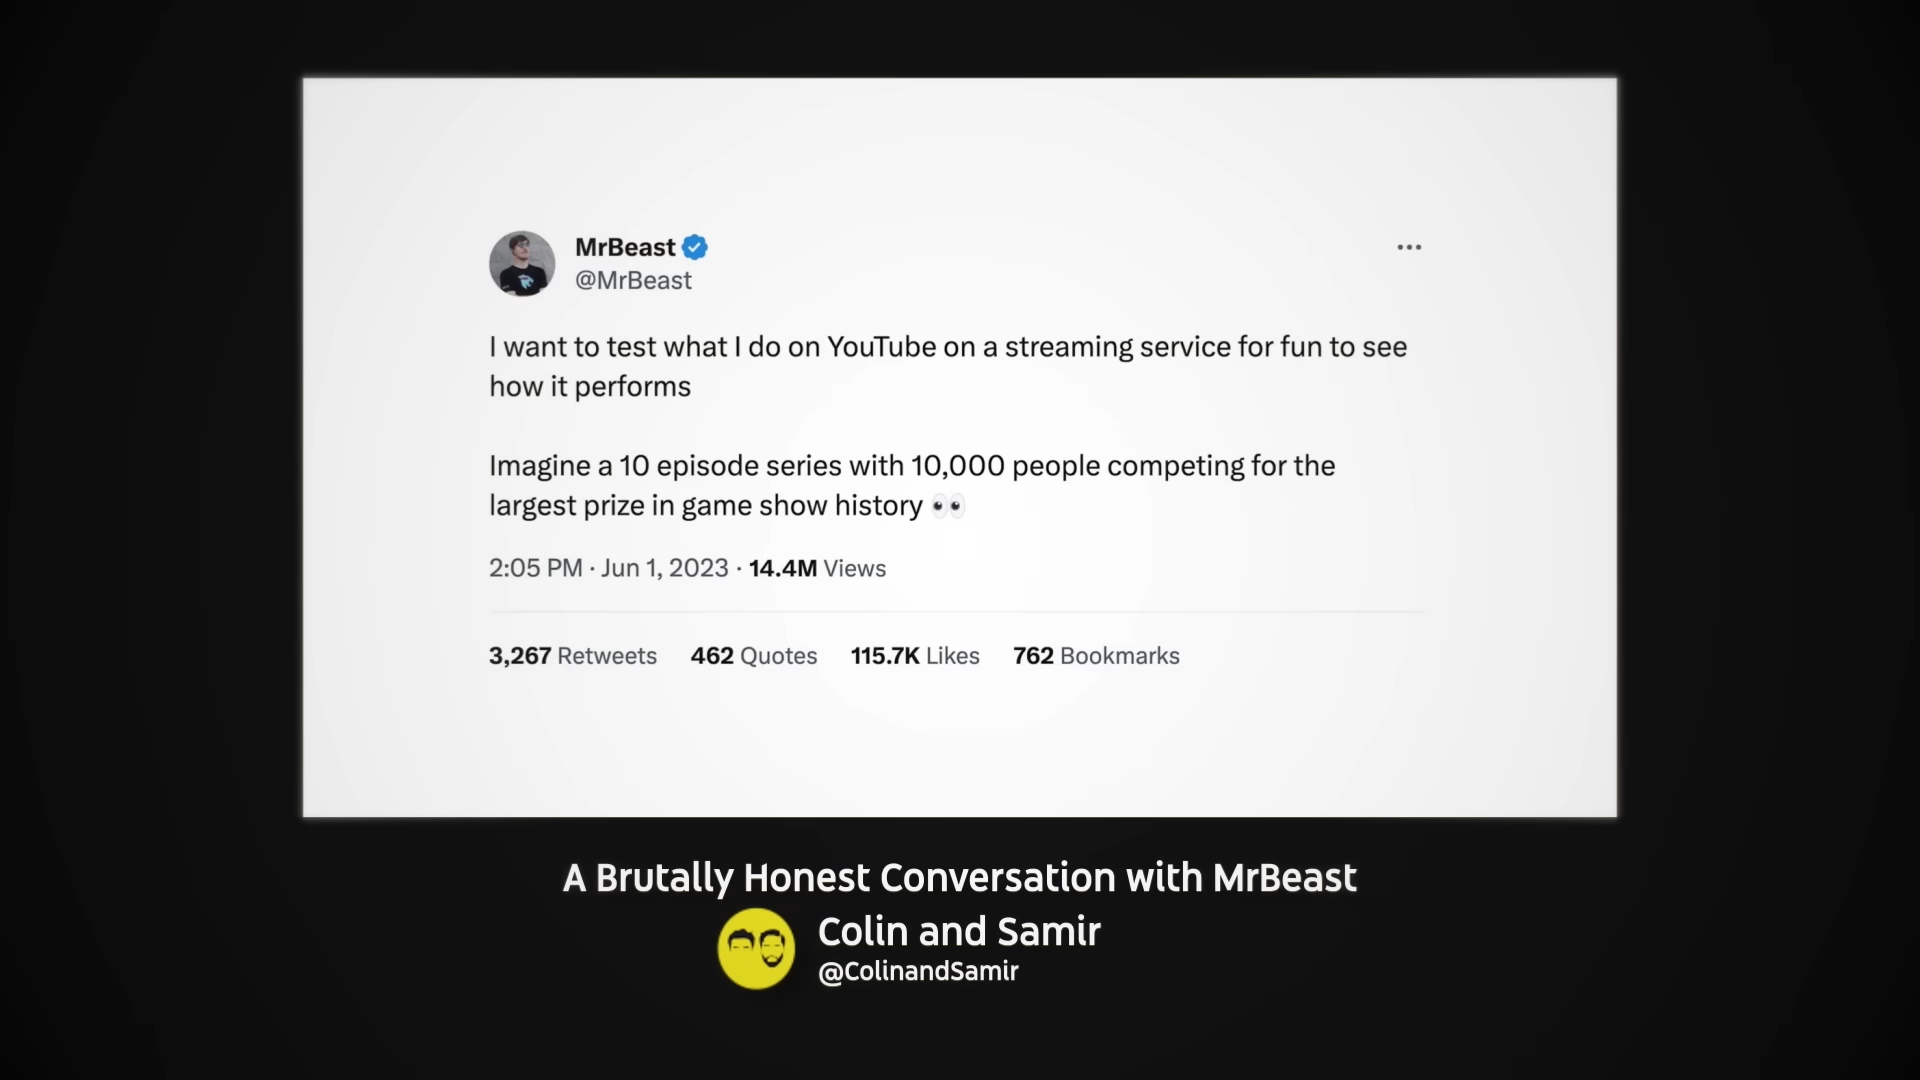 MrBeast
@MrBeast
I want to test what I do on YouTube on a streaming service for fun to see
how it performs
Imagine a 10 episode series with 10,000 people competing for the
largest prize in game show history 👀
2:05 PM · Jun 1, 2023 · 14.4M Views
3,267 Retweets 462 Quotes 115.7K Likes 762 Bookmarks
A Brutally Honest Conversation with MrBeast
Colin and Samir
@ColinandSamir